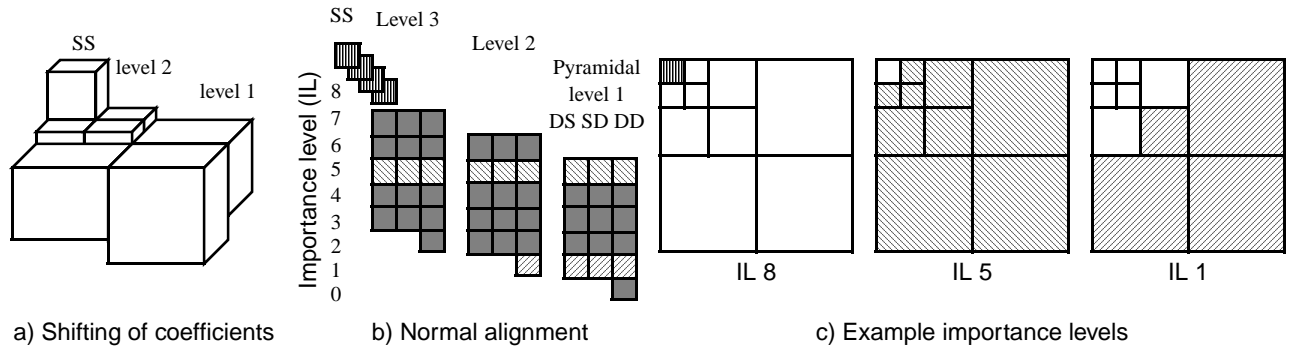 SS
level 2
level 1
a) Shifting of coefficients
SS
Level 3
Level 2
Pyramidal
level 1
DS SD DD
Importance level (IL)
8
7
6
5
4
3
2
1
0
b) Normal alignment
IL 8
IL 5
IL 1
c) Example importance levels